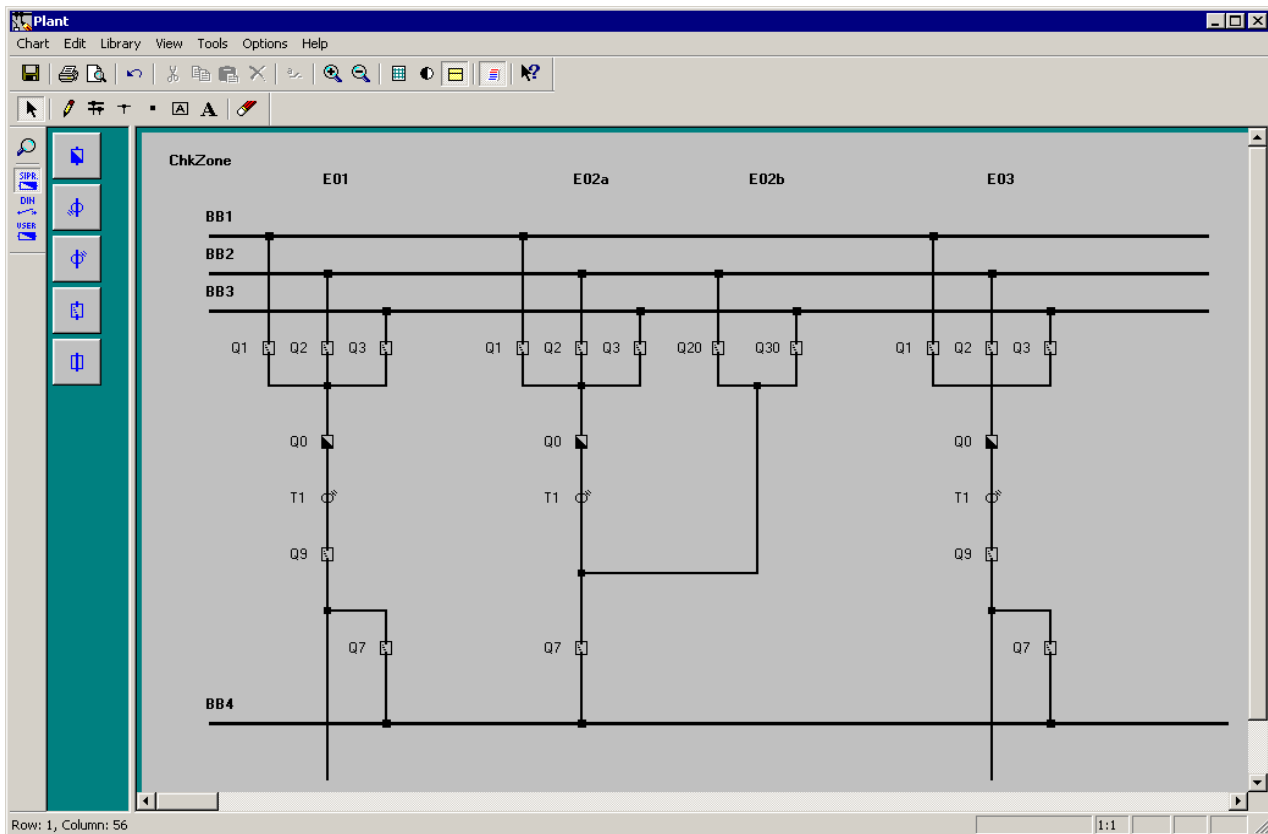 Plant
Chart Edit Library View Tools Options Help
A A
SIPR.
DIN
USER
ChkZone
E01 E02a E02b E03
BB1
BB2
BB3
Q1 Q2 Q3 Q1 Q2 Q3 Q20 Q30 Q1 Q2 Q3
Q0 Q0 Q0
T1 T1 T1
Q9 Q9
Q7 Q7 Q7
BB4
Row: 1, Column: 56 1:1